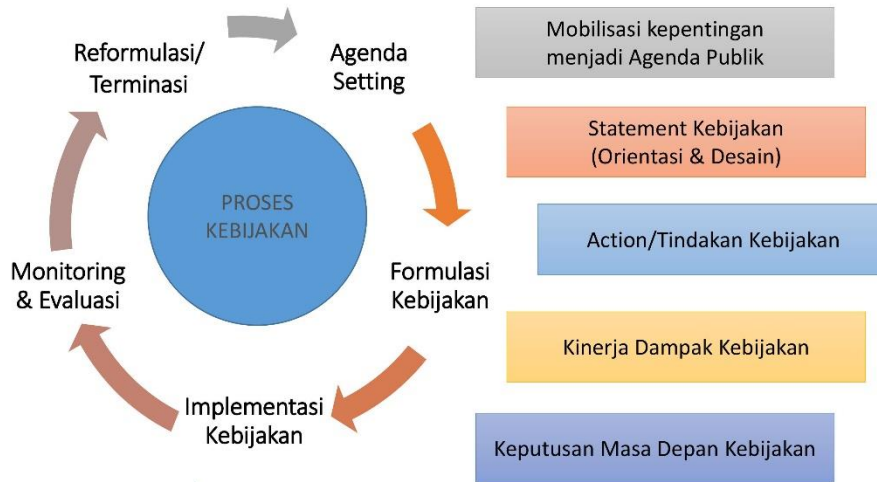 Reformulasi/
Terminasi
Agenda
Setting
PROSES
KEBIJAKAN
Monitoring
& Evaluasi
Formulasi
Kebijakan
Implementasi
Kebijakan
Mobilisasi kepentingan
menjadi Agenda Publik
Statement Kebijakan
(Orientasi & Desain)
Action/Tindakan Kebijakan
Kinerja Dampak Kebijakan
Keputusan Masa Depan Kebijakan